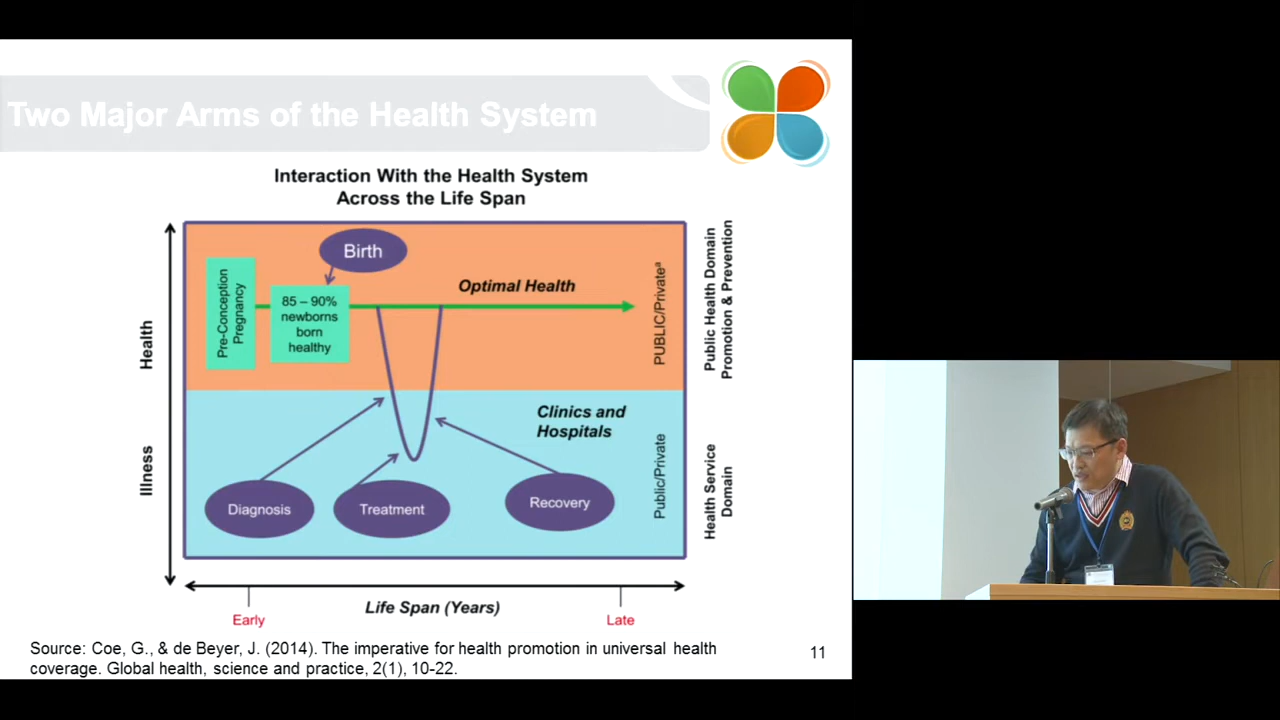 Two Major Arms of the Health System
Interaction With the Health System
Across the Life Span
Birth
Optimal Health
Pre-Conception
Pregnancy
85 – 90%
newborns
born
healthy
PUBLIC/Privateª
Public Health Domain
Promotion & Prevention
Health
Clinics and
Hospitals
Illness
Diagnosis
Treatment
Recovery
Public/Private
Health Service
Domain
Life Span (Years)
Early
Late
Source: Coe, G., & de Beyer, J. (2014). The imperative for health promotion in universal health
coverage. Global health, science and practice, 2(1), 10-22.
11